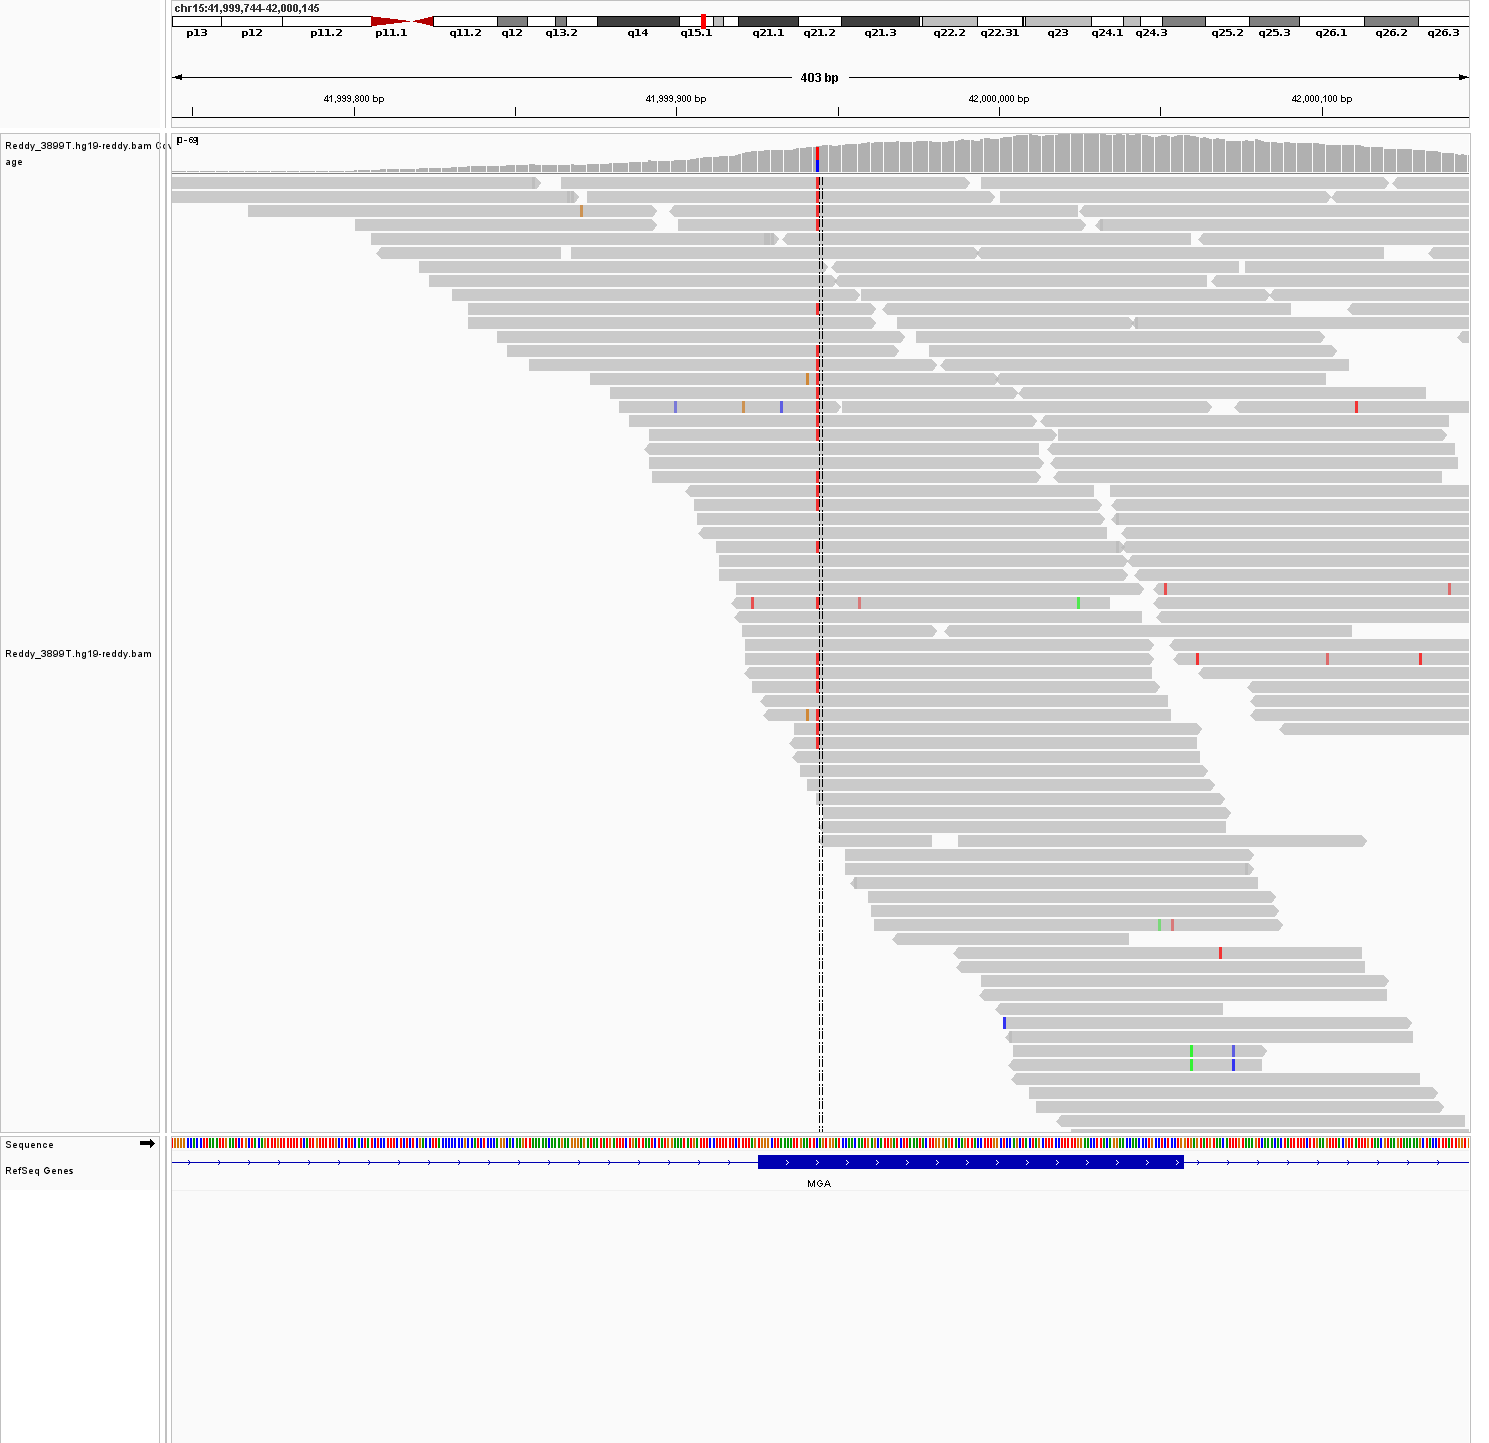 chr15:41,999,744-42,000,145
p13 p12 p11.2 p11.1 q11.2 q12 q13.2 q14 q15.1 q21.1 q21.2 q21.3 q22.2 q22.31 q23 q24.1 q24.3 q25.2 q25.3 q26.1 q26.2 q26.3
403 bp
41,999,800 bp 41,999,900 bp 42,000,000 bp 42,000,100 bp
[0-69]
Reddy_3899T.hg19-reddy.bam Cov
age
Reddy_3899T.hg19-reddy.bam
Sequence
RefSeq Genes
MGA